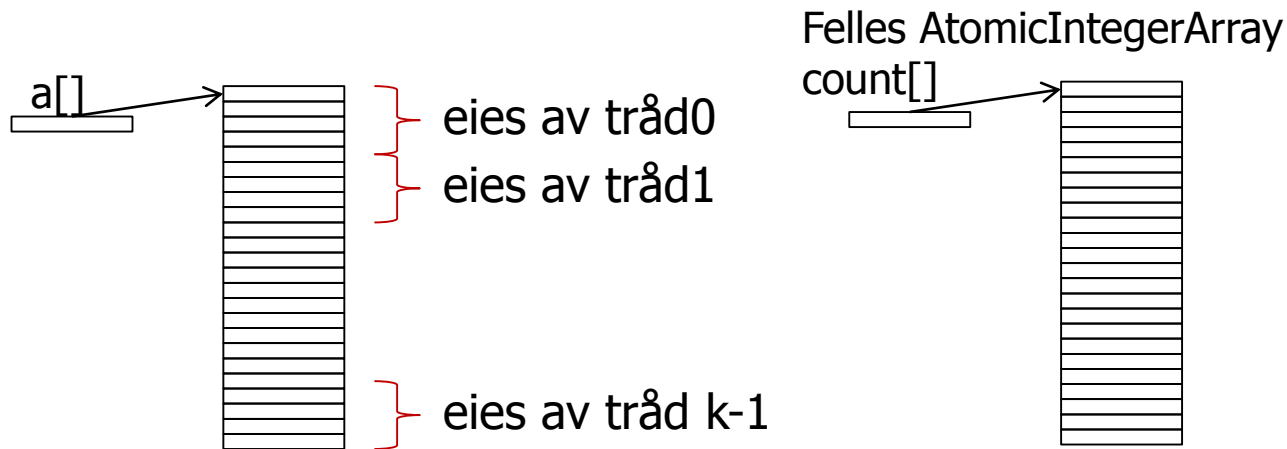 a[]
eies av tråd0
eies av tråd1
eies av tråd k-1
Felles AtomicIntegerArray
count[]